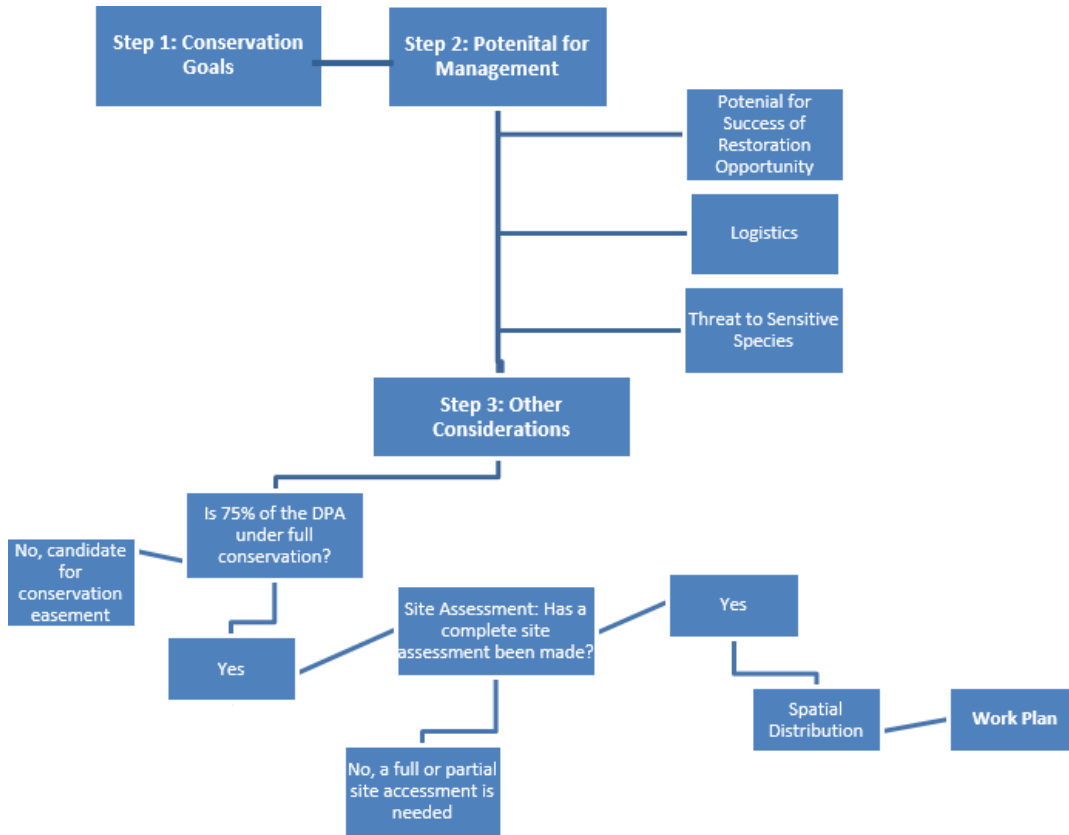 Step 1: Conservation
Goals
Step 2: Potenital for
Management
Potenial for
Success of
Restoration
Opportunity
Logistics
Threat to Sensitive
Species
Step 3: Other
Considerations
Is 75% of the DPA
under full
conservation?
No, candidate
for
conservation
easement
Yes
Site Assessment: Has a
complete site
assessment been made?
Yes
No, a full or partial
site accessment is
needed
Spatial
Distribution
Work Plan